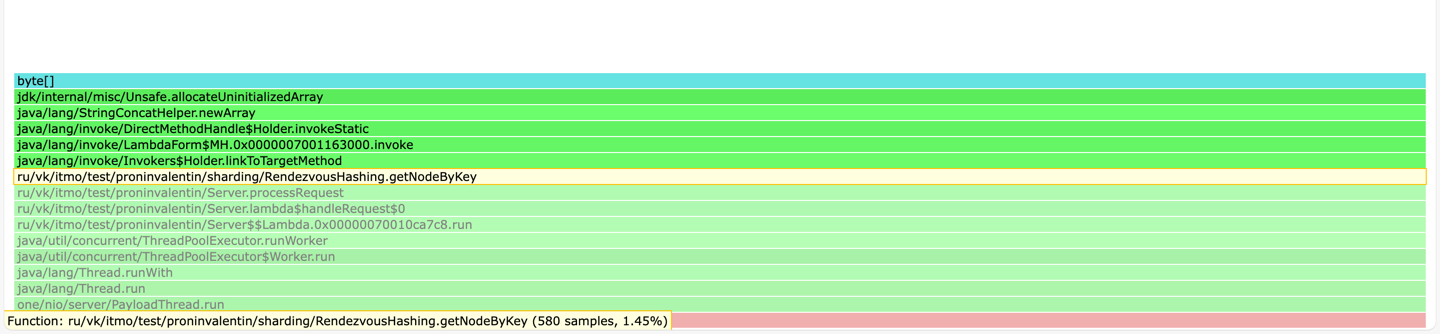 byte[]
jdk/internal/misc/Unsafe.allocateUninitializedArray
java/lang/StringConcatHelper.newArray
java/lang/invoke/DirectMethodHandle$Holder.invokeStatic
java/lang/invoke/LambdaForm$MH.0x0000007001163000.invoke
java/lang/invoke/Invokers$Holder.linkToTargetMethod
ru/vk/itmo/test/proninvalentin/sharding/RendezvousHashing.getNodeByKey
ru/vk/itmo/test/proninvalentin/Server.processRequest
ru/vk/itmo/test/proninvalentin/Server.lambda$handleRequest$0
ru/vk/itmo/test/proninvalentin/Server$$Lambda.0x00000070010ca7c8.run
java/util/concurrent/ThreadPoolExecutor.runWorker
java/util/concurrent/ThreadPoolExecutor$Worker.run
java/lang/Thread.runWith
java/lang/Thread.run
one/nio/server/PayloadThread.run
Function: ru/vk/itmo/test/proninvalentin/sharding/RendezvousHashing.getNodeByKey (580 samples, 1.45%)